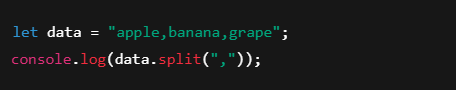 let data = "apple,banana,grape";
console.log(data.split(","));